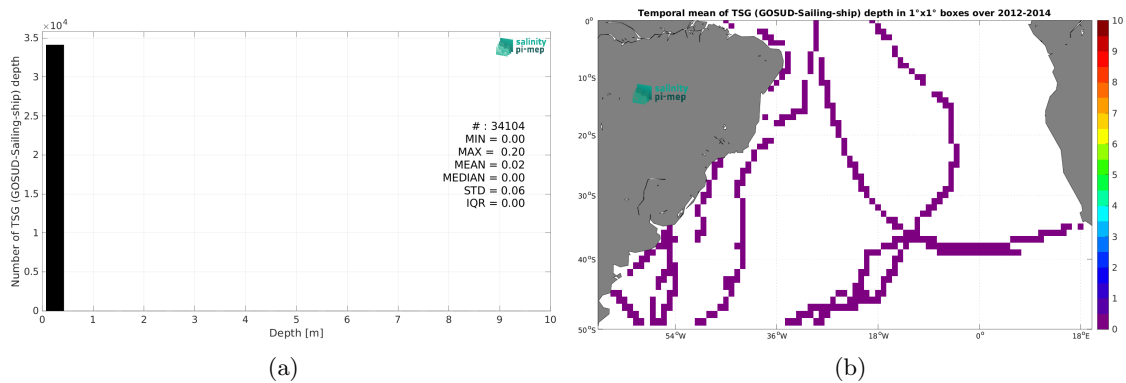 ×10⁴
3.5
3
2.5
2
1.5
1
0.5
0
0 1 2 3 4 5 6 7 8 9 10
Number of TSG (GOSUD-Sailing-ship) depth
Depth [m]
salinity
pi-mep
# : 34104
MIN = 0.00
MAX = 0.20
MEAN = 0.02
MEDIAN = 0.00
STD = 0.06
IQR = 0.00
(a)
Temporal mean of TSG (GOSUD-Sailing-ship) depth in 1°x1° boxes over 2012-2014
0°
10°S
20°S
30°S
40°S
50°S
54°W 36°W 18°W 0° 18°E
salinity
pi-mep
10
9
8
7
6
5
4
3
2
1
0
(b)